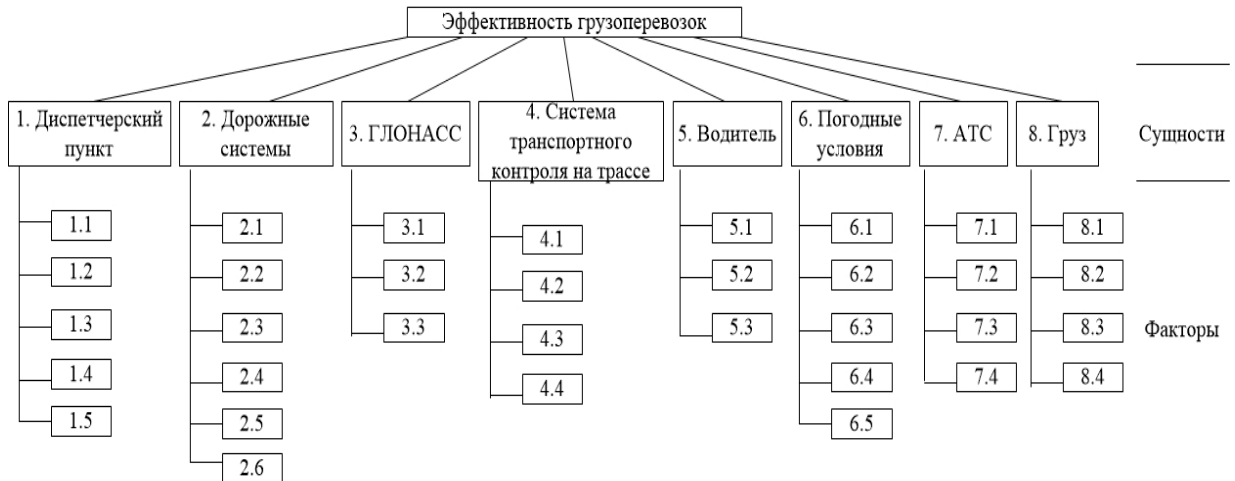 Эффективность грузоперевозок
1. Диспетчерский
пункт
2. Дорожные
системы
3. ГЛОНАСС
4. Система
транспортного
контроля на трассе
5. Водитель
6. Погодные
условия
7. АТС
8. Груз
Сущности
1.1
1.2
1.3
1.4
1.5
2.1
2.2
2.3
2.4
2.5
2.6
3.1
3.2
3.3
4.1
4.2
4.3
4.4
5.1
5.2
5.3
6.1
6.2
6.3
6.4
6.5
7.1
7.2
7.3
7.4
8.1
8.2
8.3
8.4
Факторы